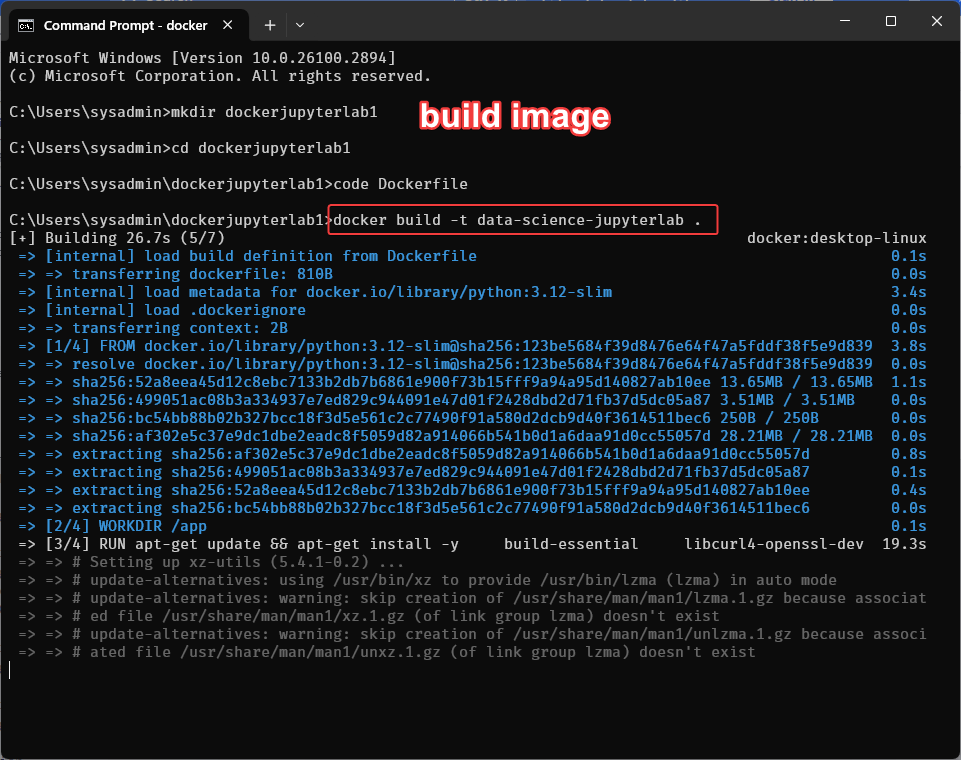 Command Prompt - docker
Microsoft Windows [Version 10.0.26100.2894]
(c) Microsoft Corporation. All rights reserved.
C:\Users\sysadmin>mkdir dockerjupyterlab1
build image
C:\Users\sysadmin>cd dockerjupyterlab1
C:\Users\sysadmin\dockerjupyterlab1>code Dockerfile
C:\Users\sysadmin\dockerjupyterlab1>docker build -t data-science-jupyterlab .
[+] Building 26.7s (5/7) docker:desktop-linux
=> [internal] load build definition from Dockerfile 0.1s
=> => transferring dockerfile: 810B 0.0s
=> [internal] load metadata for docker.io/library/python:3.12-slim 3.4s
=> [internal] load .dockerignore 0.0s
=> => transferring context: 2B 0.0s
=> [1/4] FROM docker.io/library/python:3.12-slim@sha256:123be5684f39d8476e64f47a5fddf38f5e9d839 3.8s
=> => resolve docker.io/library/python:3.12-slim@sha256:123be5684f39d8476e64f47a5fddf38f5e9d839 0.0s
=> => sha256:52a8eea45d12c8ebc7133b2db7b6861e900f73b15fff9a94a95d140827ab10ee 13.65MB / 13.65MB 1.1s
=> => sha256:499051ac08b3a334937e7ed829c944091e47d01f2428dbd2d71fb37d5dc05a87 3.51MB / 3.51MB 0.0s
=> => sha256:bc54bb88b02b327bcc18f3d5e561c2c77490f91a580d2dcb9d40f3614511bec6 250B / 250B 0.0s
=> => sha256:af302e5c37e9dc1dbe2eadc8f5059d82a914066b541b0d1a6daa91d0cc55057d 28.21MB / 28.21MB 0.0s
=> => extracting sha256:af302e5c37e9dc1dbe2eadc8f5059d82a914066b541b0d1a6daa91d0cc55057d 0.8s
=> => extracting sha256:499051ac08b3a334937e7ed829c944091e47d01f2428dbd2d71fb37d5dc05a87 0.1s
=> => extracting sha256:52a8eea45d12c8ebc7133b2db7b6861e900f73b15fff9a94a95d140827ab10ee 0.4s
=> => extracting sha256:bc54bb88b02b327bcc18f3d5e561c2c77490f91a580d2dcb9d40f3614511bec6 0.0s
=> [2/4] WORKDIR /app 0.1s
=> [3/4] RUN apt-get update && apt-get install -y     build-essential     libcurl4-openssl-dev 19.3s
=> => # Setting up xz-utils (5.4.1-0.2) ...
=> => # update-alternatives: using /usr/bin/xz to provide /usr/bin/lzma (lzma) in auto mode
=> => # update-alternatives: warning: skip creation of /usr/share/man/man1/lzma.1.gz because associat
=> => # ed file /usr/share/man/man1/xz.1.gz (of link group lzma) doesn't exist
=> => # update-alternatives: warning: skip creation of /usr/share/man/man1/unlzma.1.gz because associ
=> => # ated file /usr/share/man/man1/unxz.1.gz (of link group lzma) doesn't exist